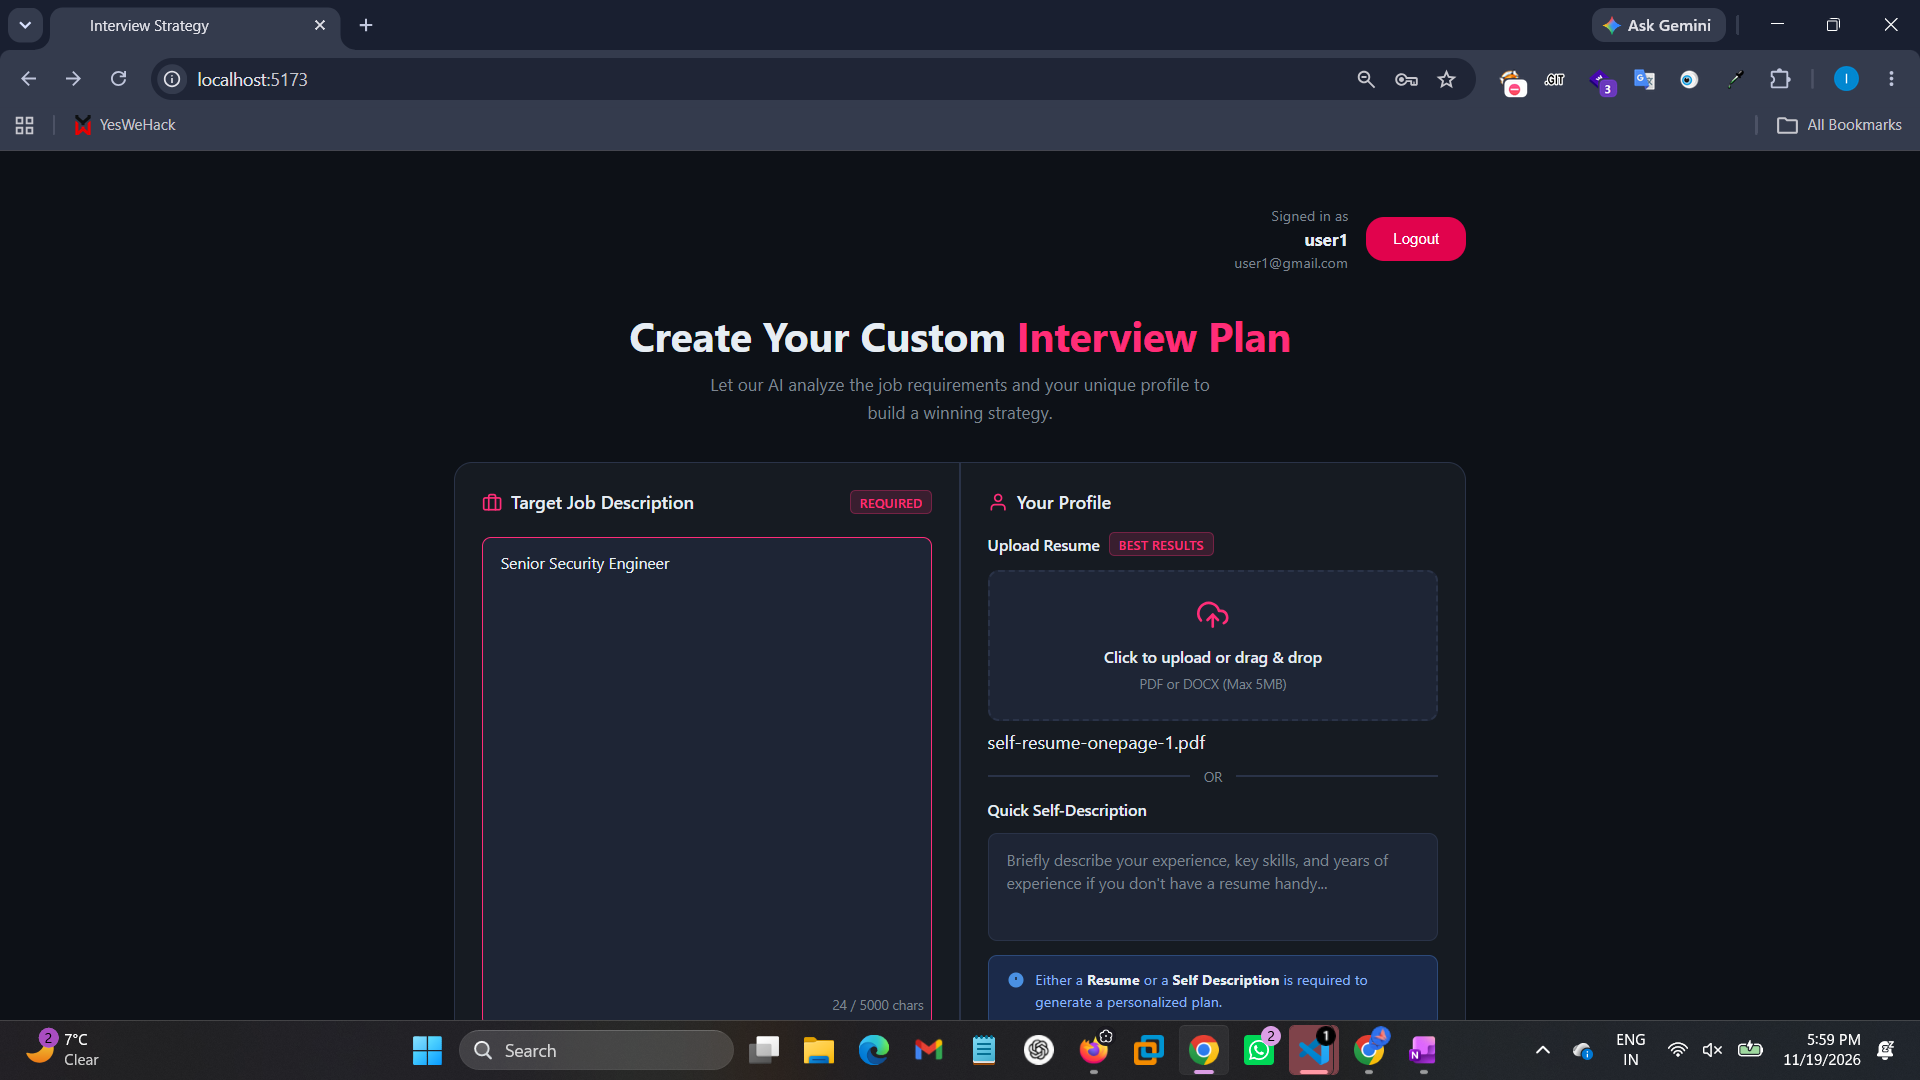 Interview Strategy
Ask Gemini
localhost:5173
GIT
3
I
YesWeHack
All Bookmarks
Signed in as
user1
user1@gmail.com
Logout
Create Your Custom Interview Plan
Let our AI analyze the job requirements and your unique profile to
build a winning strategy.
Target Job Description
REQUIRED
Senior Security Engineer
24 / 5000 chars
Your Profile
Upload Resume
BEST RESULTS
Click to upload or drag & drop
PDF or DOCX (Max 5MB)
self-resume-onepage-1.pdf
OR
Quick Self-Description
Briefly describe your experience, key skills, and years of
experience if you don't have a resume handy...
Either a Resume or a Self Description is required to
generate a personalized plan.
2
7°C
Clear
Search
2
1
N
ENG
IN
5:59 PM
11/19/2026